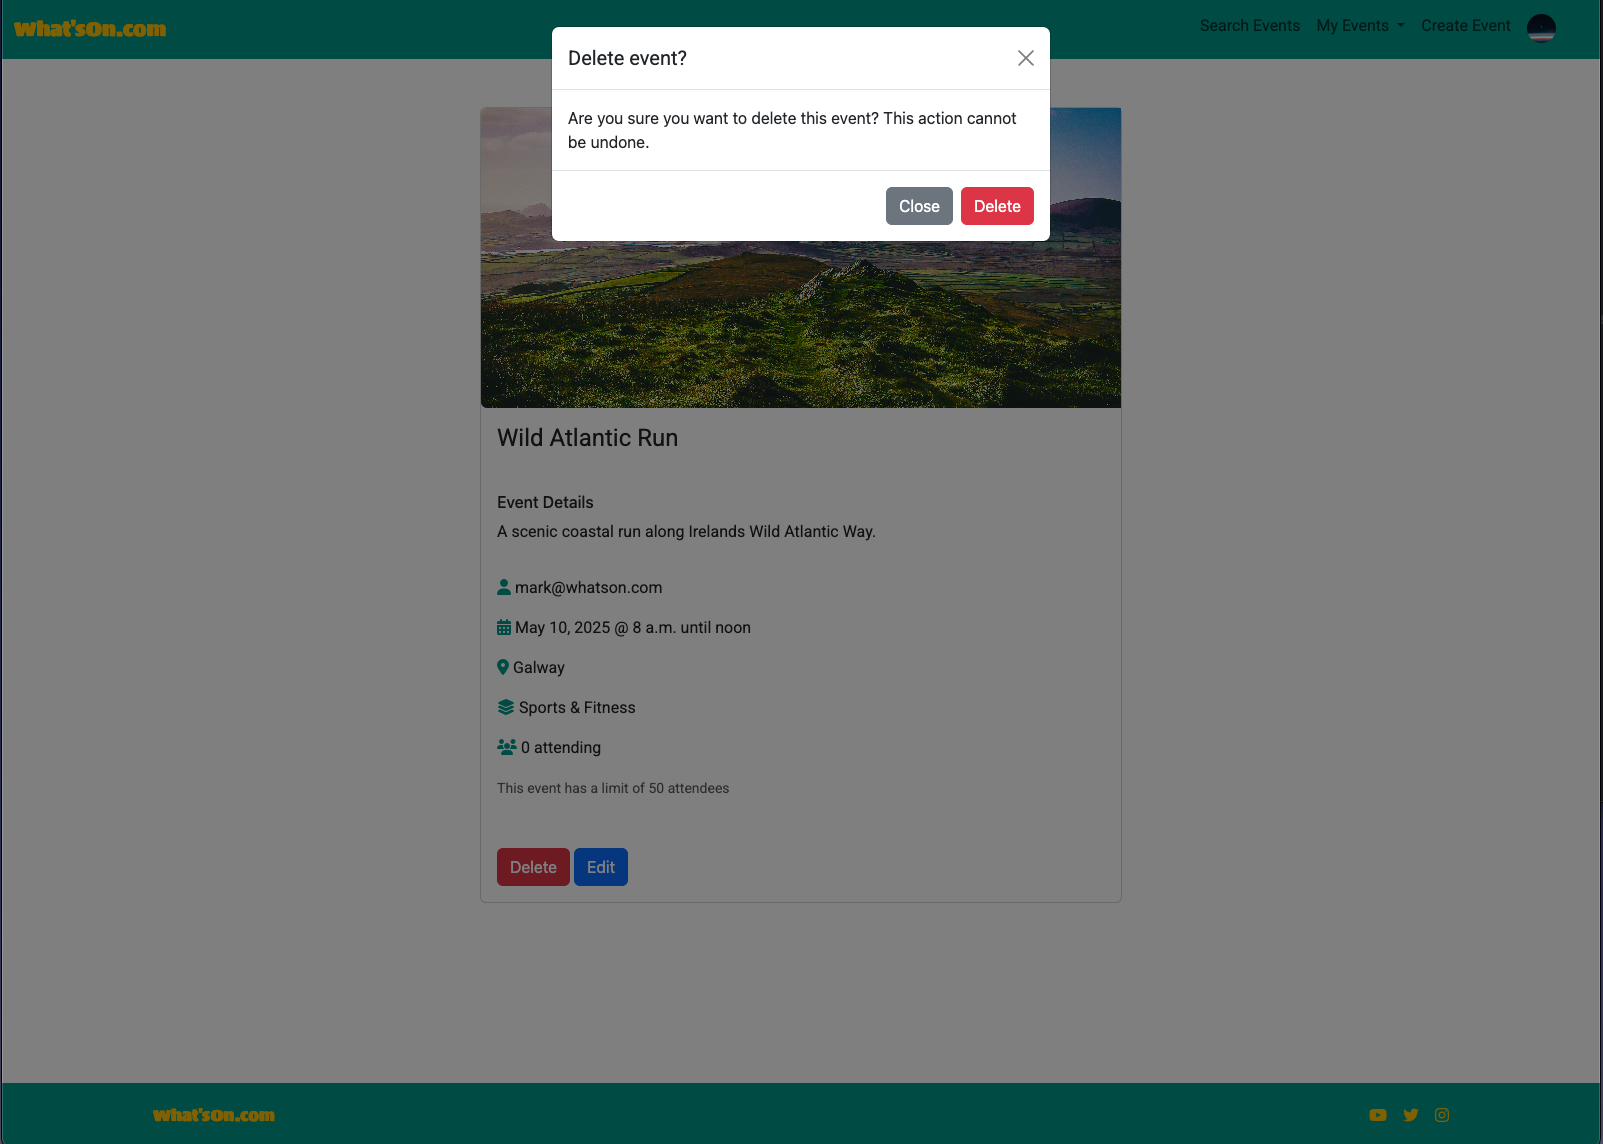 What'sOn.com
Search Events My Events Create Event
Delete event?
Are you sure you want to delete this event? This action cannot
be undone.
Close Delete
Wild Atlantic Run
Event Details
A scenic coastal run along Irelands Wild Atlantic Way.
mark@whatson.com
May 10, 2025 @ 8 a.m. until noon
Galway
Sports & Fitness
0 attending
This event has a limit of 50 attendees
Delete Edit
What'sOn.com